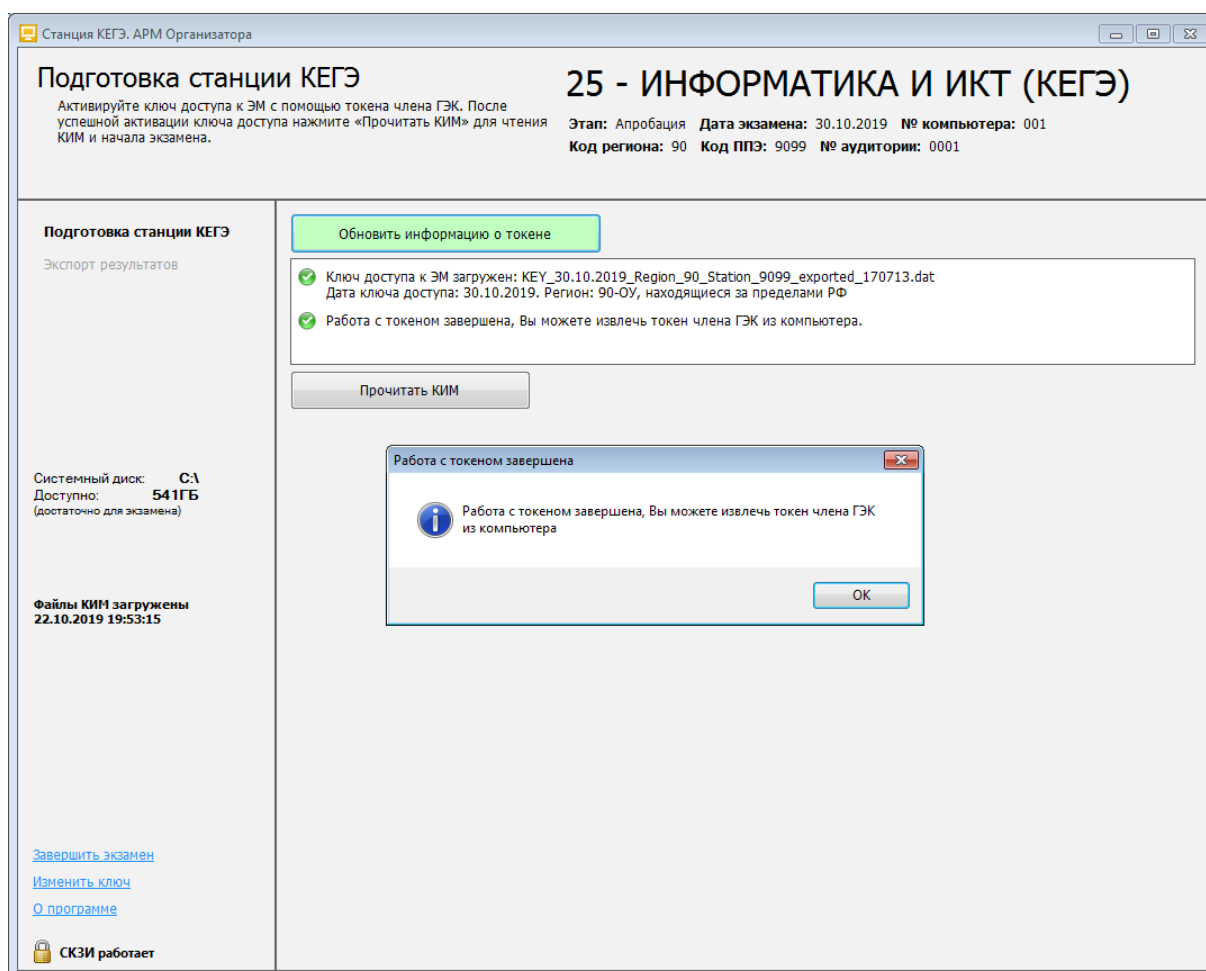 Станция КЕГЭ. АРМ Организатора
Подготовка станции КЕГЭ
Активируйте ключ доступа к ЭМ с помощью токена члена ГЭК. После
успешной активации ключа доступа нажмите «Прочитать КИМ» для чтения
КИМ и начала экзамена.
25 - ИНФОРМАТИКА И ИКТ (КЕГЭ)
Этап: Апробация Дата экзамена: 30.10.2019 № компьютера: 001
Код региона: 90 Код ППЭ: 9099 № аудитории: 0001
Подготовка станции КЕГЭ
Экспорт результатов
Системный диск: C:\
Доступно: 541ГБ
(достаточно для экзамена)
Файлы КИМ загружены
22.10.2019 19:53:15
Завершить экзамен
Изменить ключ
О программе
СКЗИ работает
Обновить информацию о токене
Ключ доступа к ЭМ загружен: KEY_30.10.2019_Region_90_Station_9099_exported_170713.dat
Дата ключа доступа: 30.10.2019. Регион: 90-ОУ, находящиеся за пределами РФ
Работа с токеном завершена, Вы можете извлечь токен члена ГЭК из компьютера.
Прочитать КИМ
Работа с токеном завершена
Работа с токеном завершена, Вы можете извлечь токен члена ГЭК
из компьютера
OK